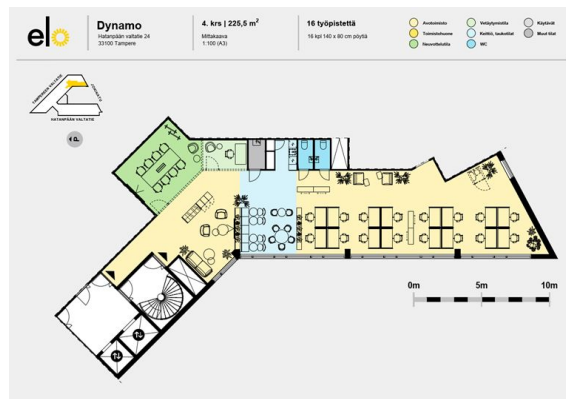 elo
Dynamo
Hatanpään valtatie 24
33100 Tampere
4. krs | 225,5 m²
Mittakaava
1:100 (A3)
16 työpistettä
16 kpl 140 x 80 cm pöytiä
Avotoimisto
Toimistohuone
Neuvottelutila
Vetäytymistila
Keittiö, taukotilat
WC
Käytävät
Muut tilat
TAMPEREEN VALTATIE
HATANPÄÄN VALTATIE
P
0m
5m
10m